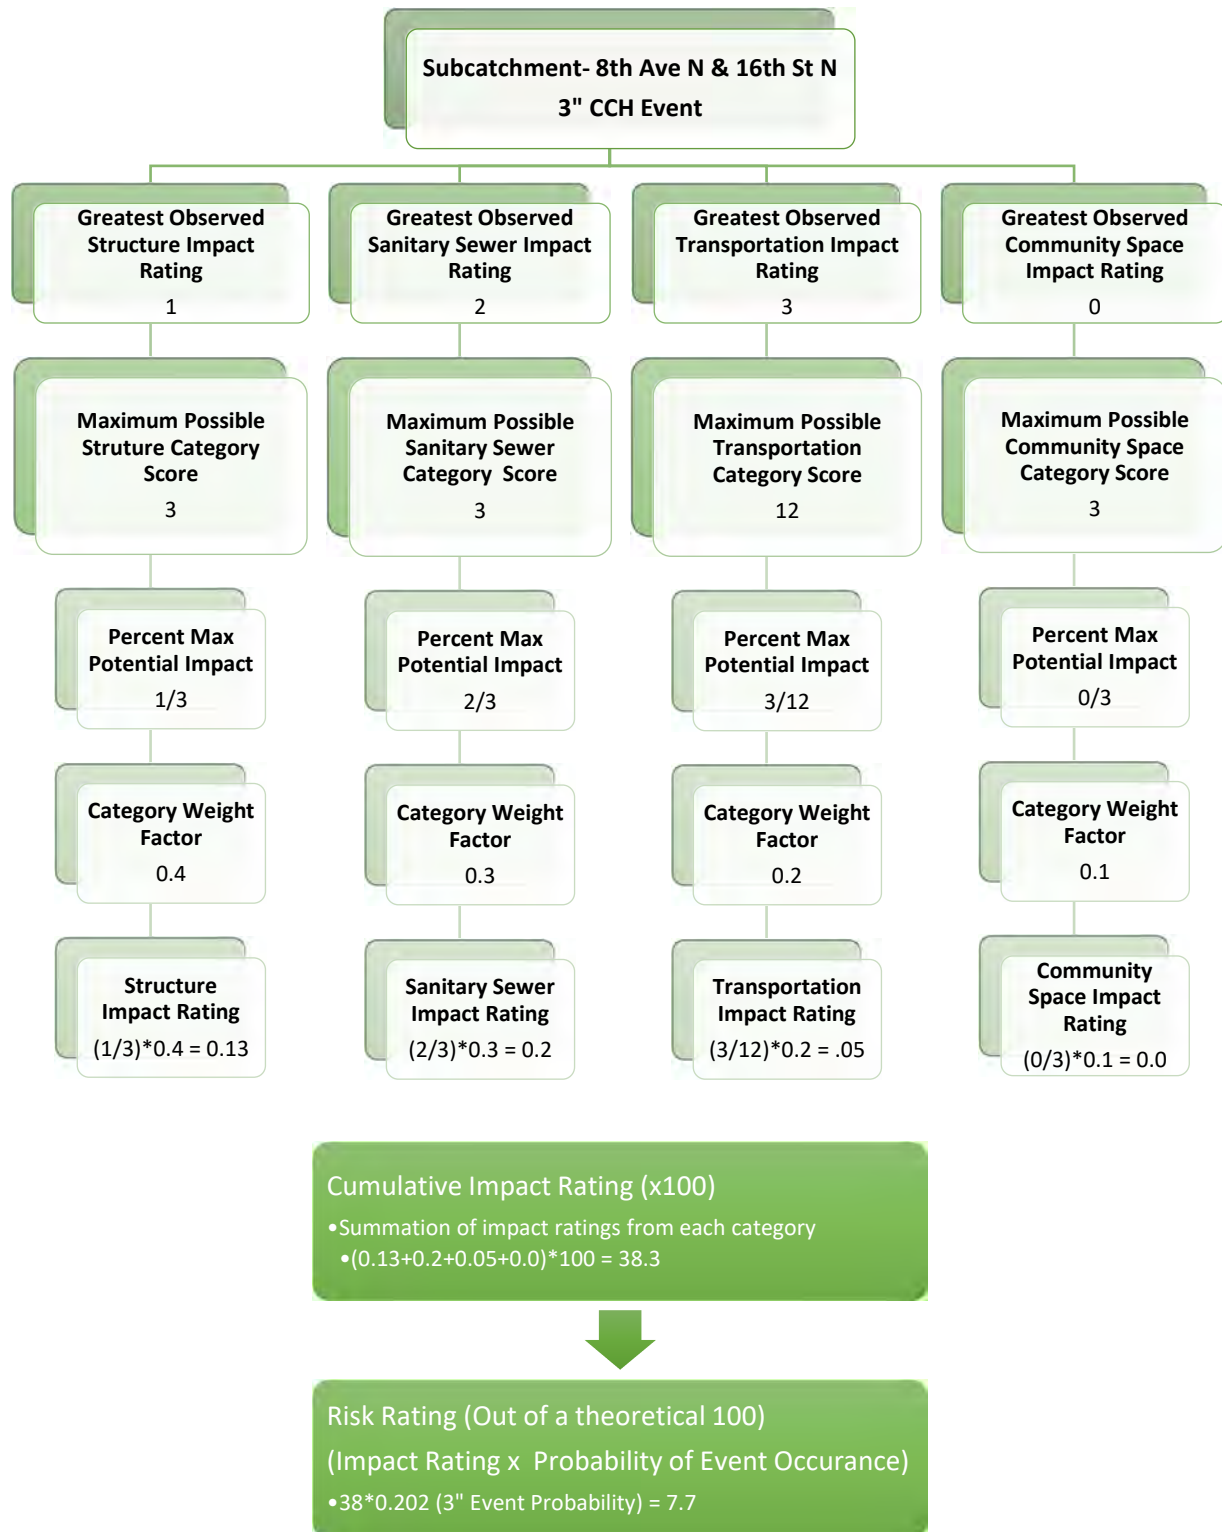 Subcatchment- 8th Ave N & 16th St N
3" CCH Event
Greatest Observed
Structure Impact
Rating
1
Greatest Observed
Sanitary Sewer Impact
Rating
2
Greatest Observed
Transportation Impact
Rating
3
Greatest Observed
Community Space
Impact Rating
0
Maximum Possible
Struture Category
Score
3
Maximum Possible
Sanitary Sewer
Category Score
3
Maximum Possible
Transportation
Category Score
12
Maximum Possible
Community Space
Category Score
3
Percent Max
Potential Impact
1/3
Percent Max
Potential Impact
2/3
Percent Max
Potential Impact
3/12
Percent Max
Potential Impact
0/3
Category Weight
Factor
0.4
Category Weight
Factor
0.3
Category Weight
Factor
0.2
Category Weight
Factor
0.1
Structure
Impact Rating
(1/3)*0.4 = 0.13
Sanitary Sewer
Impact Rating
(2/3)*0.3 = 0.2
Transportation
Impact Rating
(3/12)*0.2 = .05
Community
Space Impact
Rating
(0/3)*0.1 = 0.0
Cumulative Impact Rating (x100)
•Summation of impact ratings from each category
•(0.13+0.2+0.05+0.0)*100 = 38.3
Risk Rating (Out of a theoretical 100)
(Impact Rating x Probability of Event Occurance)
•38*0.202 (3" Event Probability) = 7.7